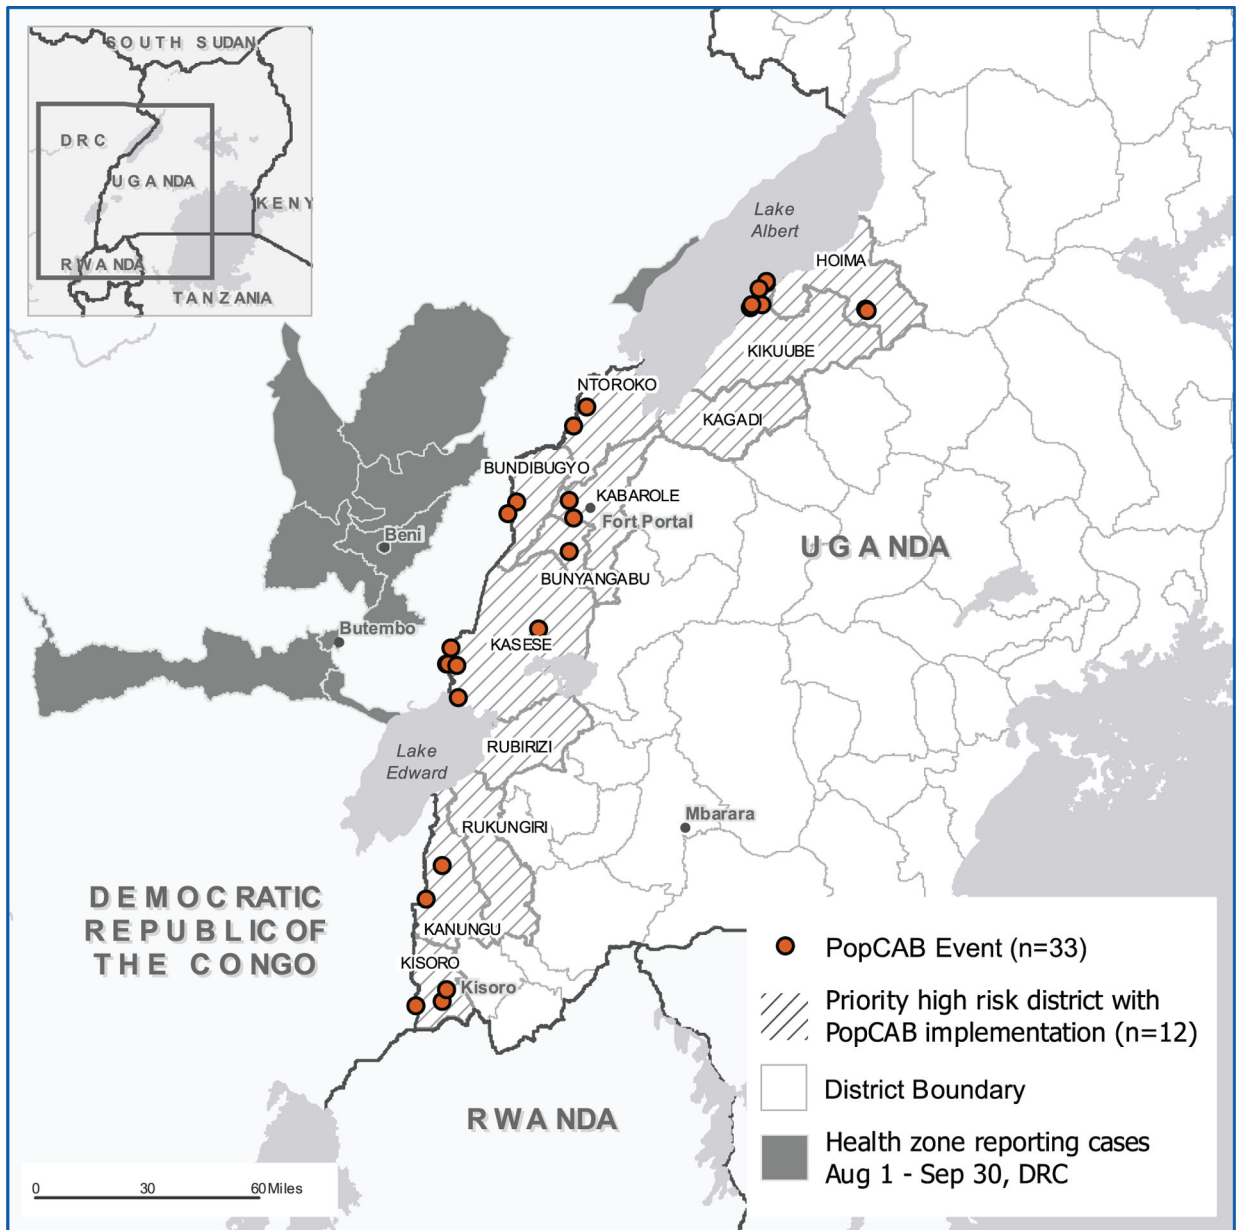 SOUTH SUDAN
DRC
UGANDA
KENY
RWANDA
TANZANIA
Lake
Albert
HOIMA
KIKUUBE
NTOROKO
KAGADI
BUNDIBUGYO
KABAROLE
Fort Portal
Beni
UGANDA
BUNYANGABU
Butembo
KASESE
RUBIRIZI
Lake
Edward
Mbarara
RUKUNGIRI
DEMOCRATIC
REPUBLIC OF
THE CONGO
KANUNGU
KISORO
Kisoro
RWANDA
PopCAB Event (n=33)
Priority high risk district with
PopCAB implementation (n=12)
District Boundary
Health zone reporting cases
Aug 1 - Sep 30, DRC
0 30 60 Miles